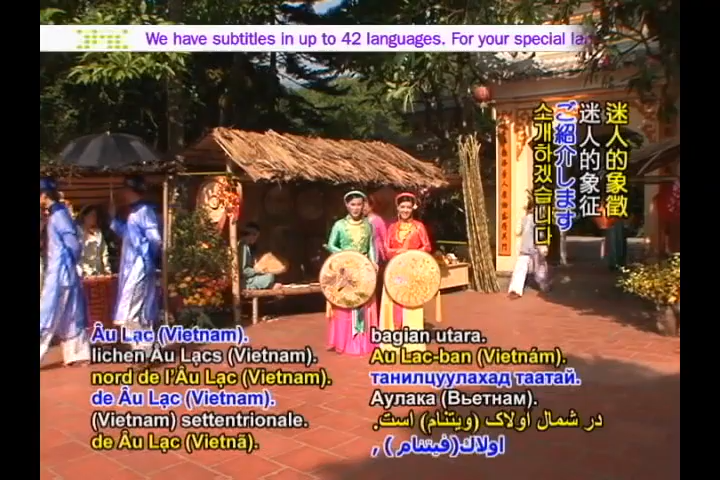 We have subtitles in up to 42 languages. For your special la
迷人的象徵
迷人的象征
ご紹介します
소개하겠습니다
Âu Lạc (Vietnam).
lichen Âu Lạcs (Vietnam).
nord de l'Âu Lạc (Vietnam).
de Âu Lạc (Vietnam).
(Vietnam) settentrionale.
de Âu Lạc (Vietnã).
bagian utara.
Au Lac-ban (Vietnám).
танилцуулахад таатай.
Аулака (Вьетнам).
در شمال اولاک (ویتنام) است.
اولاك(فيتنام) ,